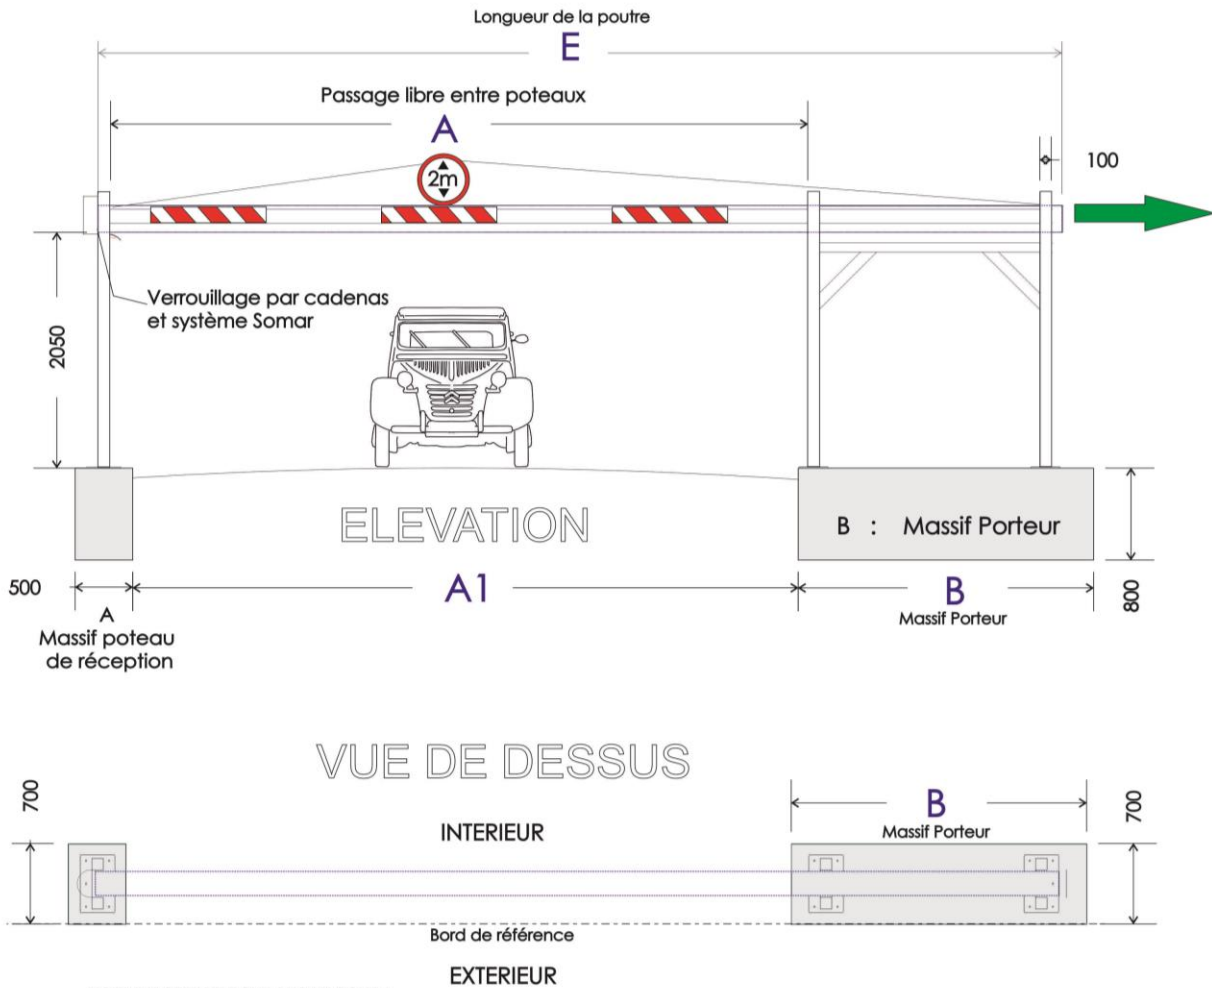 Longueur de la poutre
E
Passage libre entre poteaux
A
2m
100
Verrouillage par cadenas
et système Somar
2050
ELEVATION
B : Massif Porteur
500
A1
B
Massif Porteur
800
A
Massif poteau
de réception
VUE DE DESSUS
700
INTERIEUR
B
Massif Porteur
700
Bord de référence
EXTERIEUR